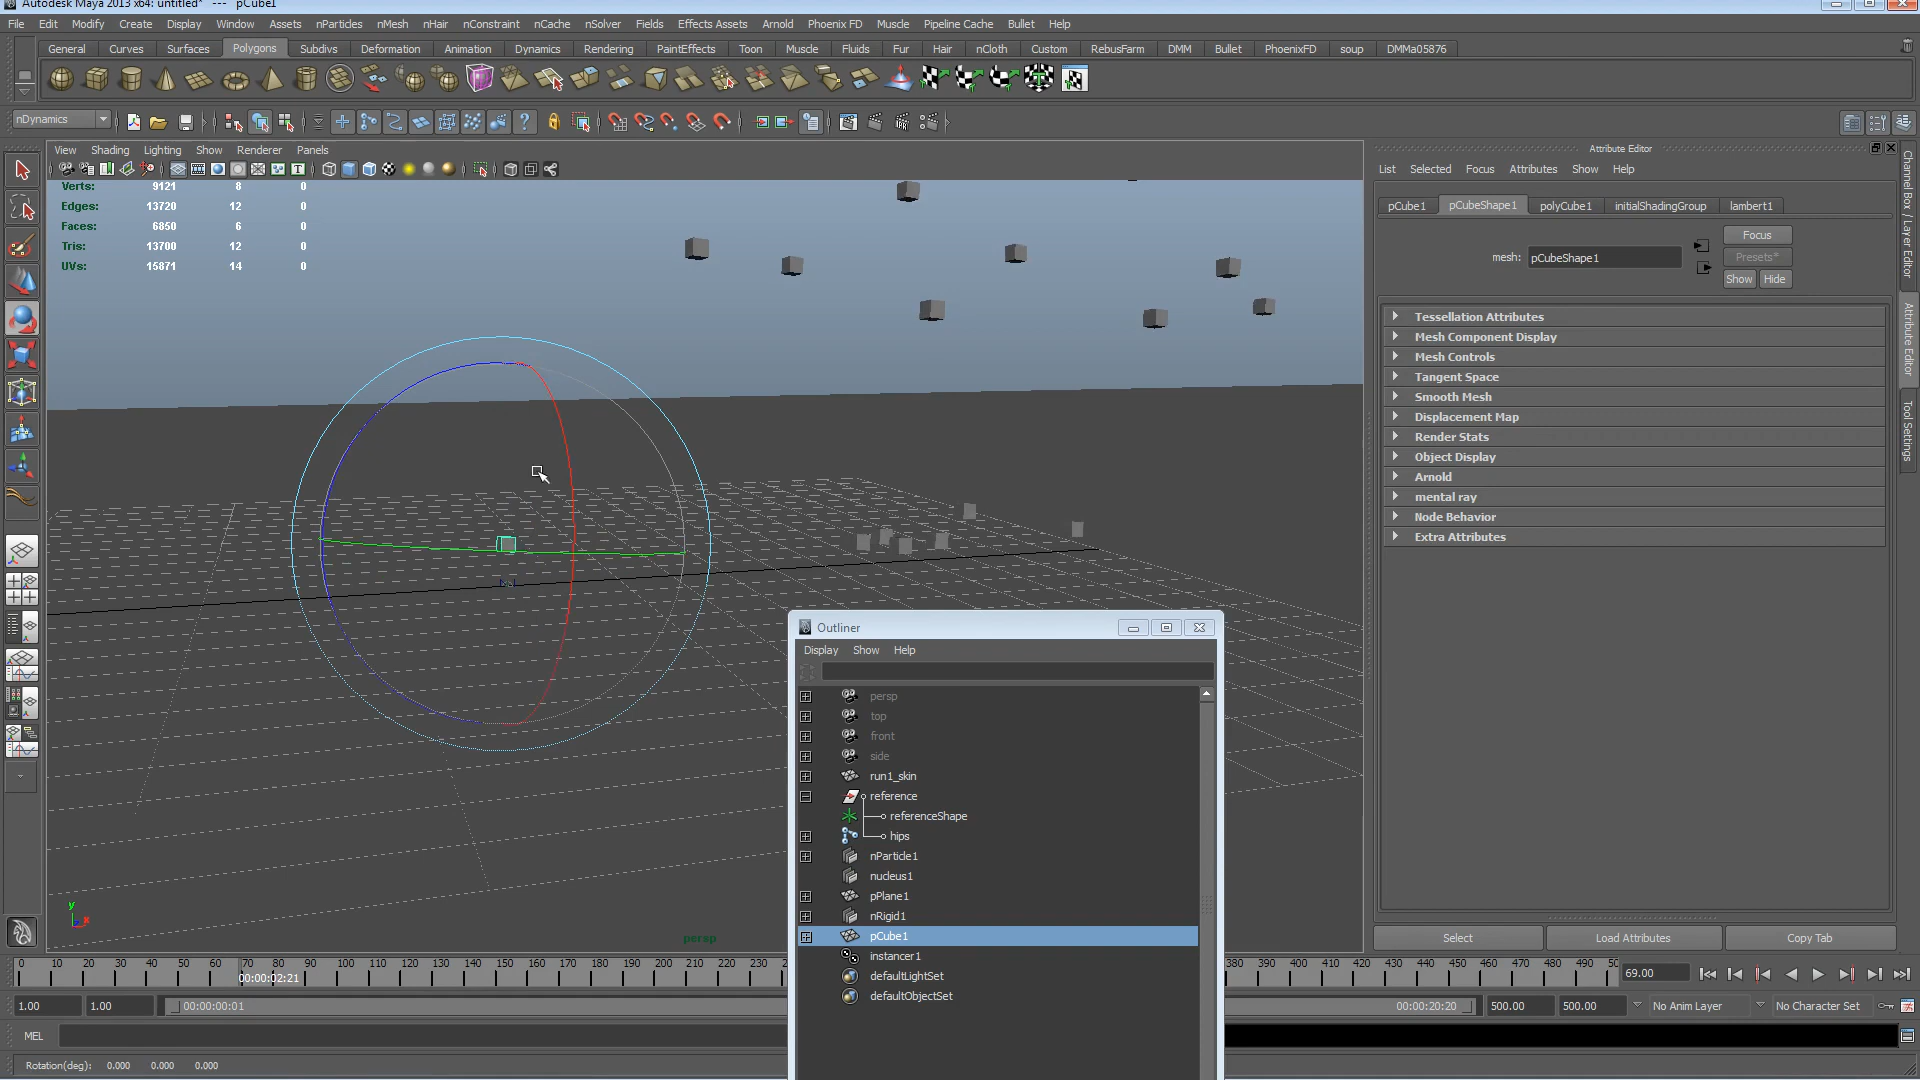 Autodesk Maya 2013 x64: untitled* --- pCube1
File Edit Modify Create Display Window Assets nParticles nMesh nHair nConstraint nCache nSolver Fields Effects Assets Arnold Phoenix FD Muscle Pipeline Cache Bullet Help
General Curves Surfaces Polygons Subdivs Deformation Animation Dynamics Rendering PaintEffects Toon Muscle Fluids Fur Hair nCloth Custom RebusFarm DMM Bullet PhoenixFD soup DMMa05876
nDynamics
View Shading Lighting Show Renderer Panels
Verts: 9121 8 0
Edges: 13720 12 0
Faces: 6850 6 0
Tris: 13700 12 0
UVs: 15871 14 0
persp
y
x
Attribute Editor
List Selected Focus Attributes Show Help
pCube1 pCubeShape1 polyCube1 initialShadingGroup lambert1
Focus
mesh: pCubeShape1
Presets*
Show Hide
Tessellation Attributes
Mesh Component Display
Mesh Controls
Tangent Space
Smooth Mesh
Displacement Map
Render Stats
Object Display
Arnold
mental ray
Node Behavior
Extra Attributes
Select Load Attributes Copy Tab
Channel Box / Layer Editor
Attribute Editor
Tool Settings
Outliner
Display Show Help
persp
top
front
side
run1_skin
reference
referenceShape
hips
nParticle1
nucleus1
pPlane1
nRigid1
pCube1
instancer1
defaultLightSet
defaultObjectSet
0 10 20 30 40 50 60 70 80 90 100 110 120 130 140 150 160 170 180 190 200 210 220 230 380 390 400 410 420 430 440 450 460 470 480 490 50
00:00:02:21
69.00
1.00 1.00 00:00:00:01 00:00:20:20 500.00 500.00 No Anim Layer No Character Set
MEL
Rotation(deg): 0.000 0.000 0.000